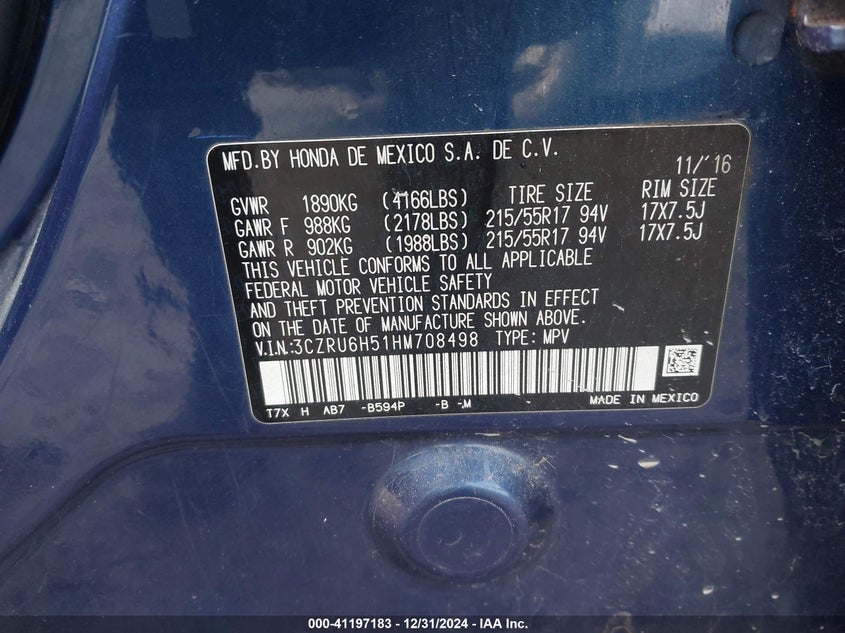 MFD.BY HONDA DE MEXICO S.A. DE C.V.
11/'16
GVWR 1890KG (4166LBS) TIRE SIZE RIM SIZE
GAWR F 988KG (2178LBS) 215/55R17 94V 17X7.5J
GAWR R 902KG (1988LBS) 215/55R17 94V 17X7.5J
THIS VEHICLE CONFORMS TO ALL APPLICABLE
FEDERAL MOTOR VEHICLE SAFETY
AND THEFT PREVENTION STANDARDS IN EFFECT
ON THE DATE OF MANUFACTURE SHOWN ABOVE.
V.I.N.:3CZRU6H51HM708498 TYPE: MPV
T7X H AB7 -B594P -B -M MADE IN MEXICO
000-41197183 - 12/31/2024 - IAA Inc.